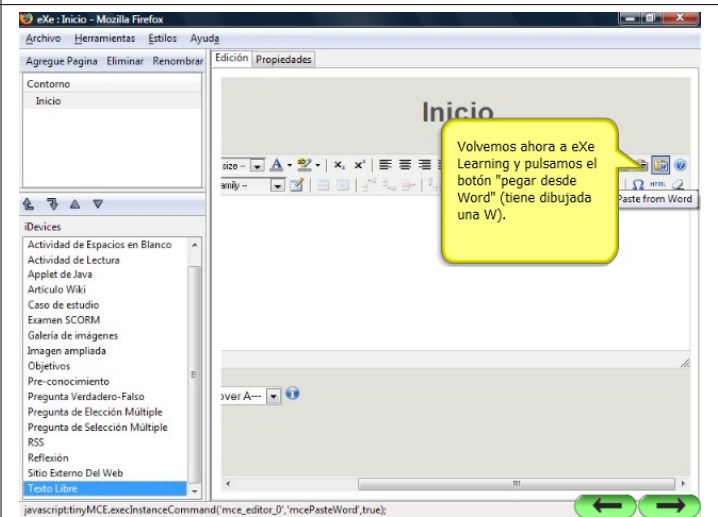 eXe : Inicio - Mozilla Firefox
Archivo Herramientas Estilos Ayuda
Agregue Pagina Eliminar Renombrar
Edición Propiedades
Contorno
Inicio
Inicio
size --
Volvemos ahora a eXe
Learning y pulsamos el
botón "pegar desde
Word" (tiene dibujada
una W).
amily --
HTML
Paste from Word
iDevices
Actividad de Espacios en Blanco
Actividad de Lectura
Applet de Java
Artículo Wiki
Caso de estudio
Examen SCORM
Galería de imágenes
Imagen ampliada
Objetivos
Pre-conocimiento
Pregunta Verdadero-Falso
Pregunta de Elección Múltiple
Pregunta de Selección Múltiple
RSS
Reflexión
Sitio Externo Del Web
Texto Libre
over A---
javascript:tinyMCE.execInstanceCommand('mce_editor_0','mcePasteWord',true);